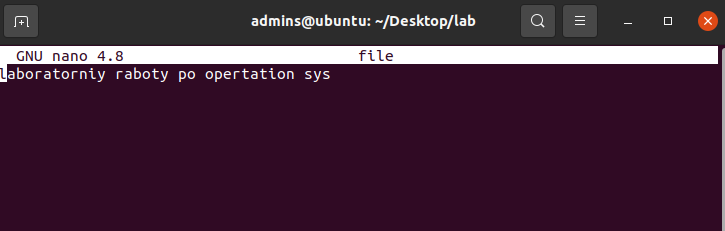 admins@ubuntu: ~/Desktop/lab
GNU nano 4.8 file
laboratorniy raboty po opertation sys